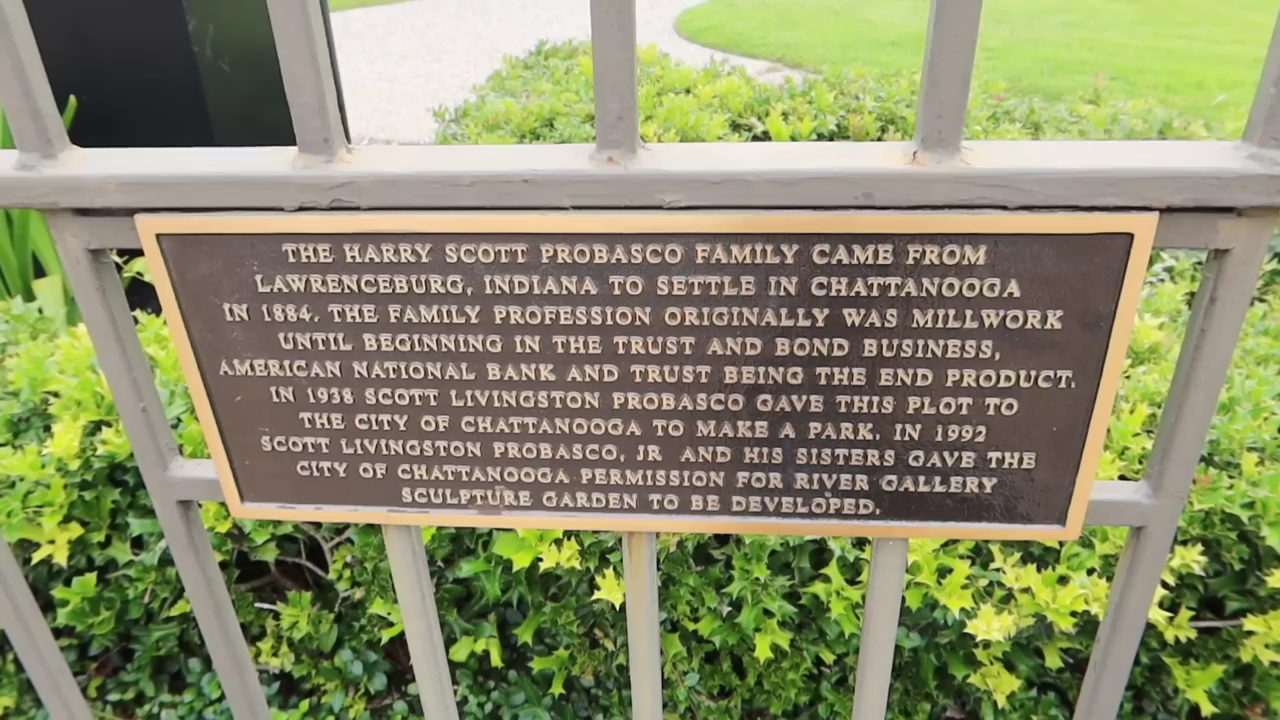 THE HARRY SCOTT PROBASCO FAMILY CAME FROM
LAWRENCEBURG, INDIANA TO SETTLE IN CHATTANOOGA
IN 1884. THE FAMILY PROFESSION ORIGINALLY WAS MILLWORK
UNTIL BEGINNING IN THE TRUST AND BOND BUSINESS,
AMERICAN NATIONAL BANK AND TRUST BEING THE END PRODUCT.
IN 1938 SCOTT LIVINGSTON PROBASCO GAVE THIS PLOT TO
THE CITY OF CHATTANOOGA TO MAKE A PARK. IN 1992
SCOTT LIVINGSTON PROBASCO, JR AND HIS SISTERS GAVE THE
CITY OF CHATTANOOGA PERMISSION FOR RIVER GALLERY
SCULPTURE GARDEN TO BE DEVELOPED.